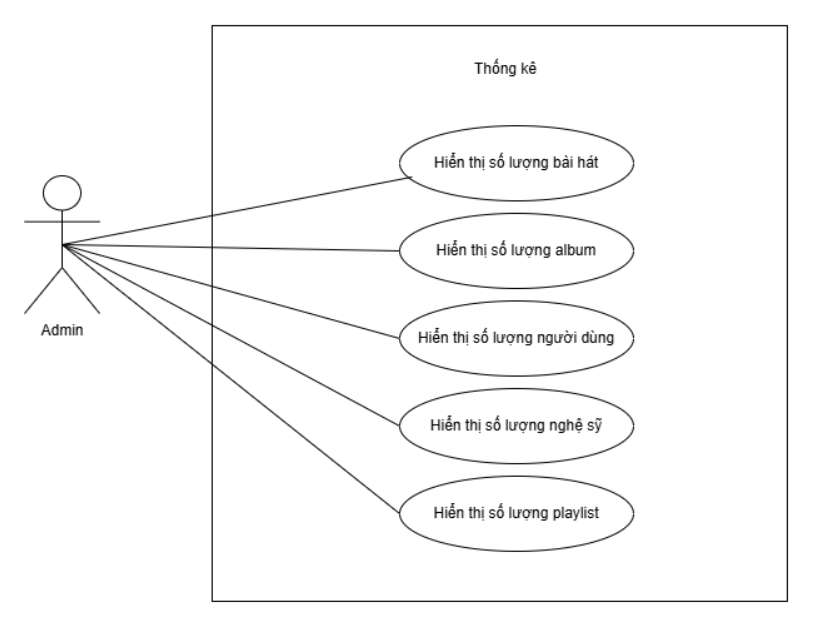 Thống kê
Hiển thị số lượng bài hát
Hiển thị số lượng album
Hiển thị số lượng người dùng
Hiển thị số lượng nghệ sỹ
Hiển thị số lượng playlist
Admin